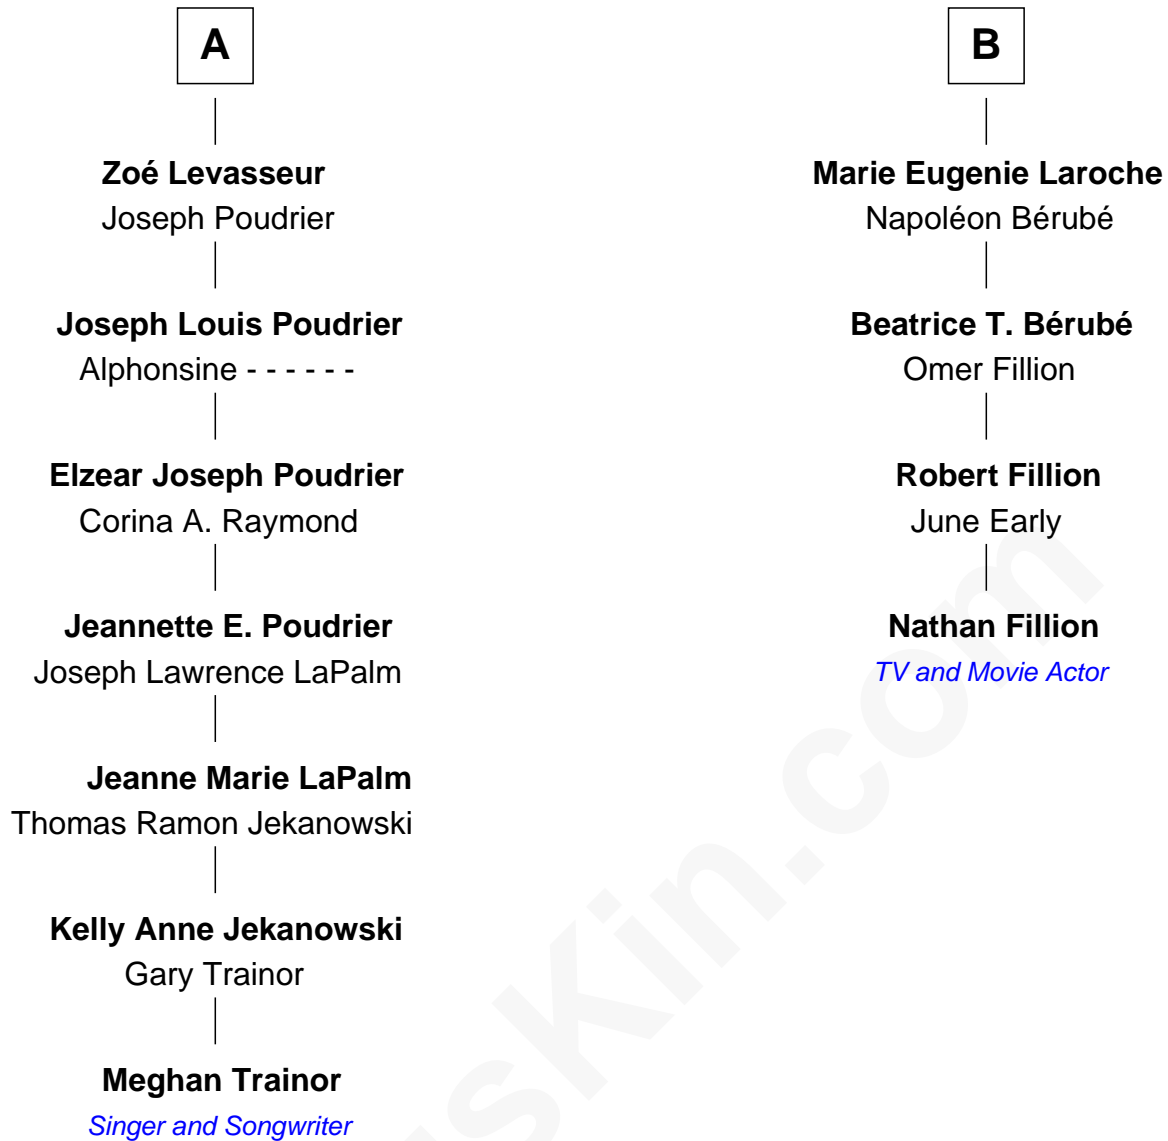 A
Zoé Levasseur
Joseph Poudrier
Joseph Louis Poudrier
Alphonsine - - - - - -
Elzear Joseph Poudrier
Corina A. Raymond
Jeannette E. Poudrier
Joseph Lawrence LaPalm
Jeanne Marie LaPalm
Thomas Ramon Jekanowski
Kelly Anne Jekanowski
Gary Trainor
Meghan Trainor
Singer and Songwriter
B
Marie Eugenie Laroche
Napoléon Bérubé
Beatrice T. Bérubé
Omer Fillion
Robert Fillion
June Early
Nathan Fillion
TV and Movie Actor